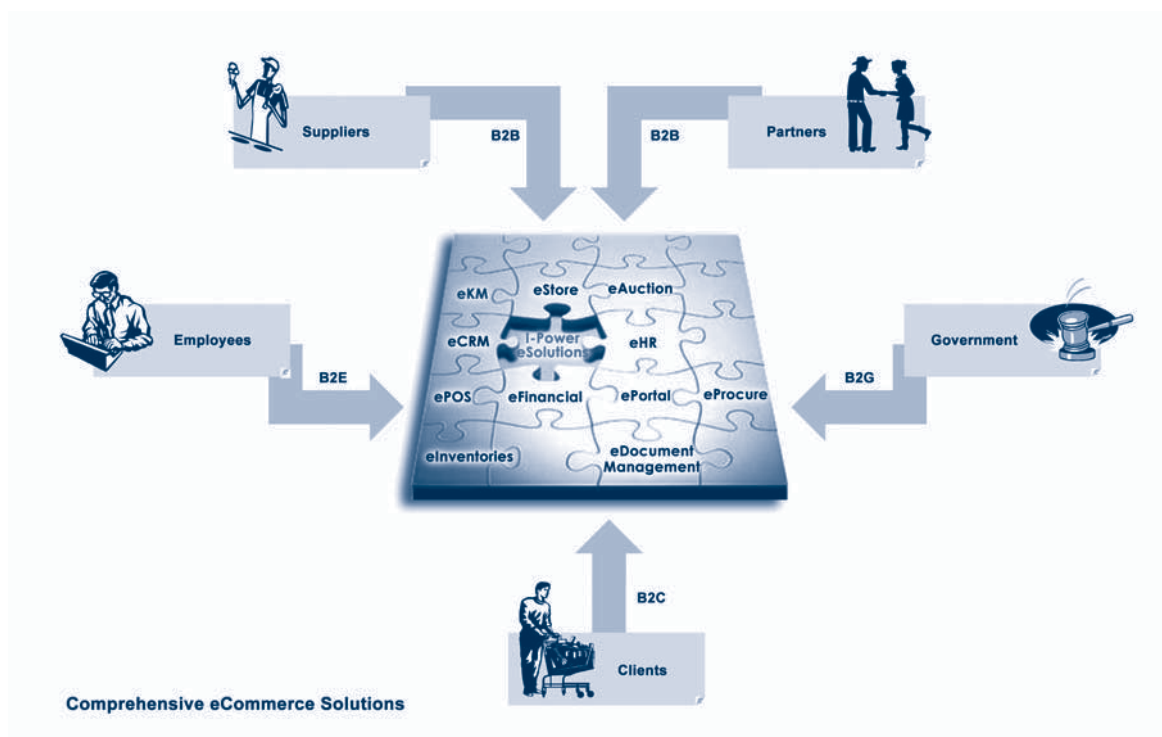 Suppliers
B2B
B2B
Partners
eKM
eStore
eAuction
eCRM
I-Power
eSolutions
eHR
Employees
B2E
Government
B2G
ePOS
eFinancial
ePortal
eProcure
eInventories
eDocument
Management
B2C
Clients
Comprehensive eCommerce Solutions